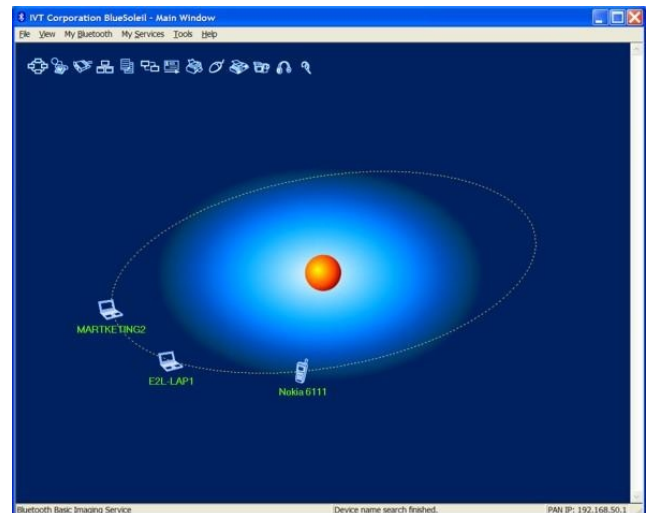 IVT Corporation BlueSoleil - Main Window
File View My Bluetooth My Services Tools Help
MARTKETING2
E2L-LAP1
Nokia 6111
Bluetooth Basic Imaging Service Device name search finished. PAN IP: 192.168.50.1